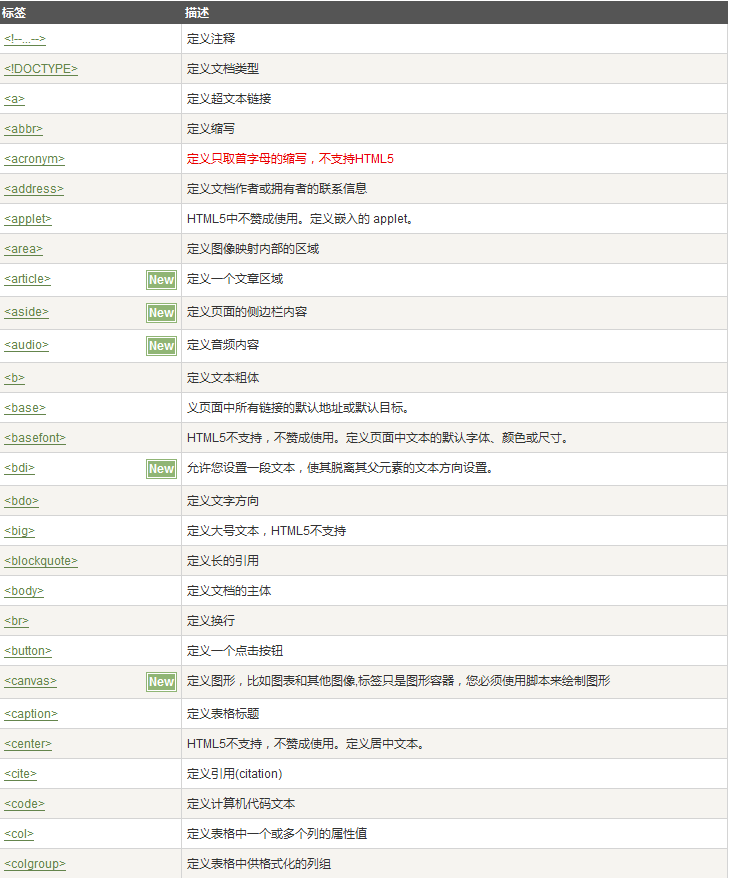 标签 描述
<!--...--> 定义注释
<!DOCTYPE> 定义文档类型
<a> 定义超文本链接
<abbr> 定义缩写
<acronym> 定义只取首字母的缩写，不支持HTML5
<address> 定义文档作者或拥有者的联系信息
<applet> HTML5中不赞成使用。定义嵌入的 applet。
<area> 定义图像映射内部的区域
<article> New 定义一个文章区域
<aside> New 定义页面的侧边栏内容
<audio> New 定义音频内容
<b> 定义文本粗体
<base> 义页面中所有链接的默认地址或默认目标。
<basefont> HTML5不支持，不赞成使用。定义页面中文本的默认字体、颜色或尺寸。
<bdi> New 允许您设置一段文本，使其脱离其父元素的文本方向设置。
<bdo> 定义文字方向
<big> 定义大号文本，HTML5不支持
<blockquote> 定义长的引用
<body> 定义文档的主体
<br> 定义换行
<button> 定义一个点击按钮
<canvas> New 定义图形，比如图表和其他图像,标签只是图形容器，您必须使用脚本来绘制图形
<caption> 定义表格标题
<center> HTML5不支持，不赞成使用。定义居中文本。
<cite> 定义引用(citation)
<code> 定义计算机代码文本
<col> 定义表格中一个或多个列的属性值
<colgroup> 定义表格中供格式化的列组